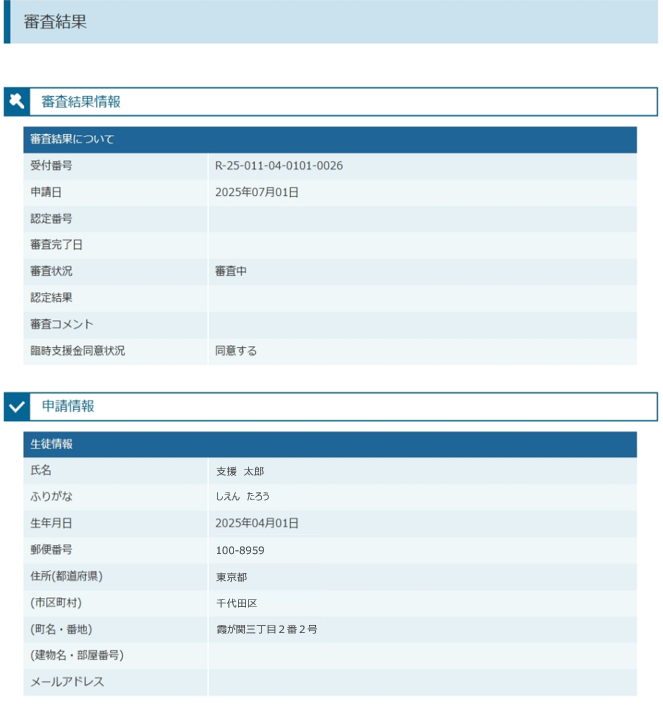 審査結果
審査結果情報
審査結果について
受付番号 R-25-011-04-0101-0026
申請日 2025年07月01日
認定番号
審査完了日
審査状況 審査中
認定結果
審査コメント
臨時支援金同意状況 同意する
申請情報
生徒情報
氏名 支援 太郎
ふりがな しえん たろう
生年月日 2025年04月01日
郵便番号 100-8959
住所(都道府県) 東京都
(市区町村) 千代田区
(町名・番地) 霞が関三丁目２番２号
(建物名・部屋番号)
メールアドレス